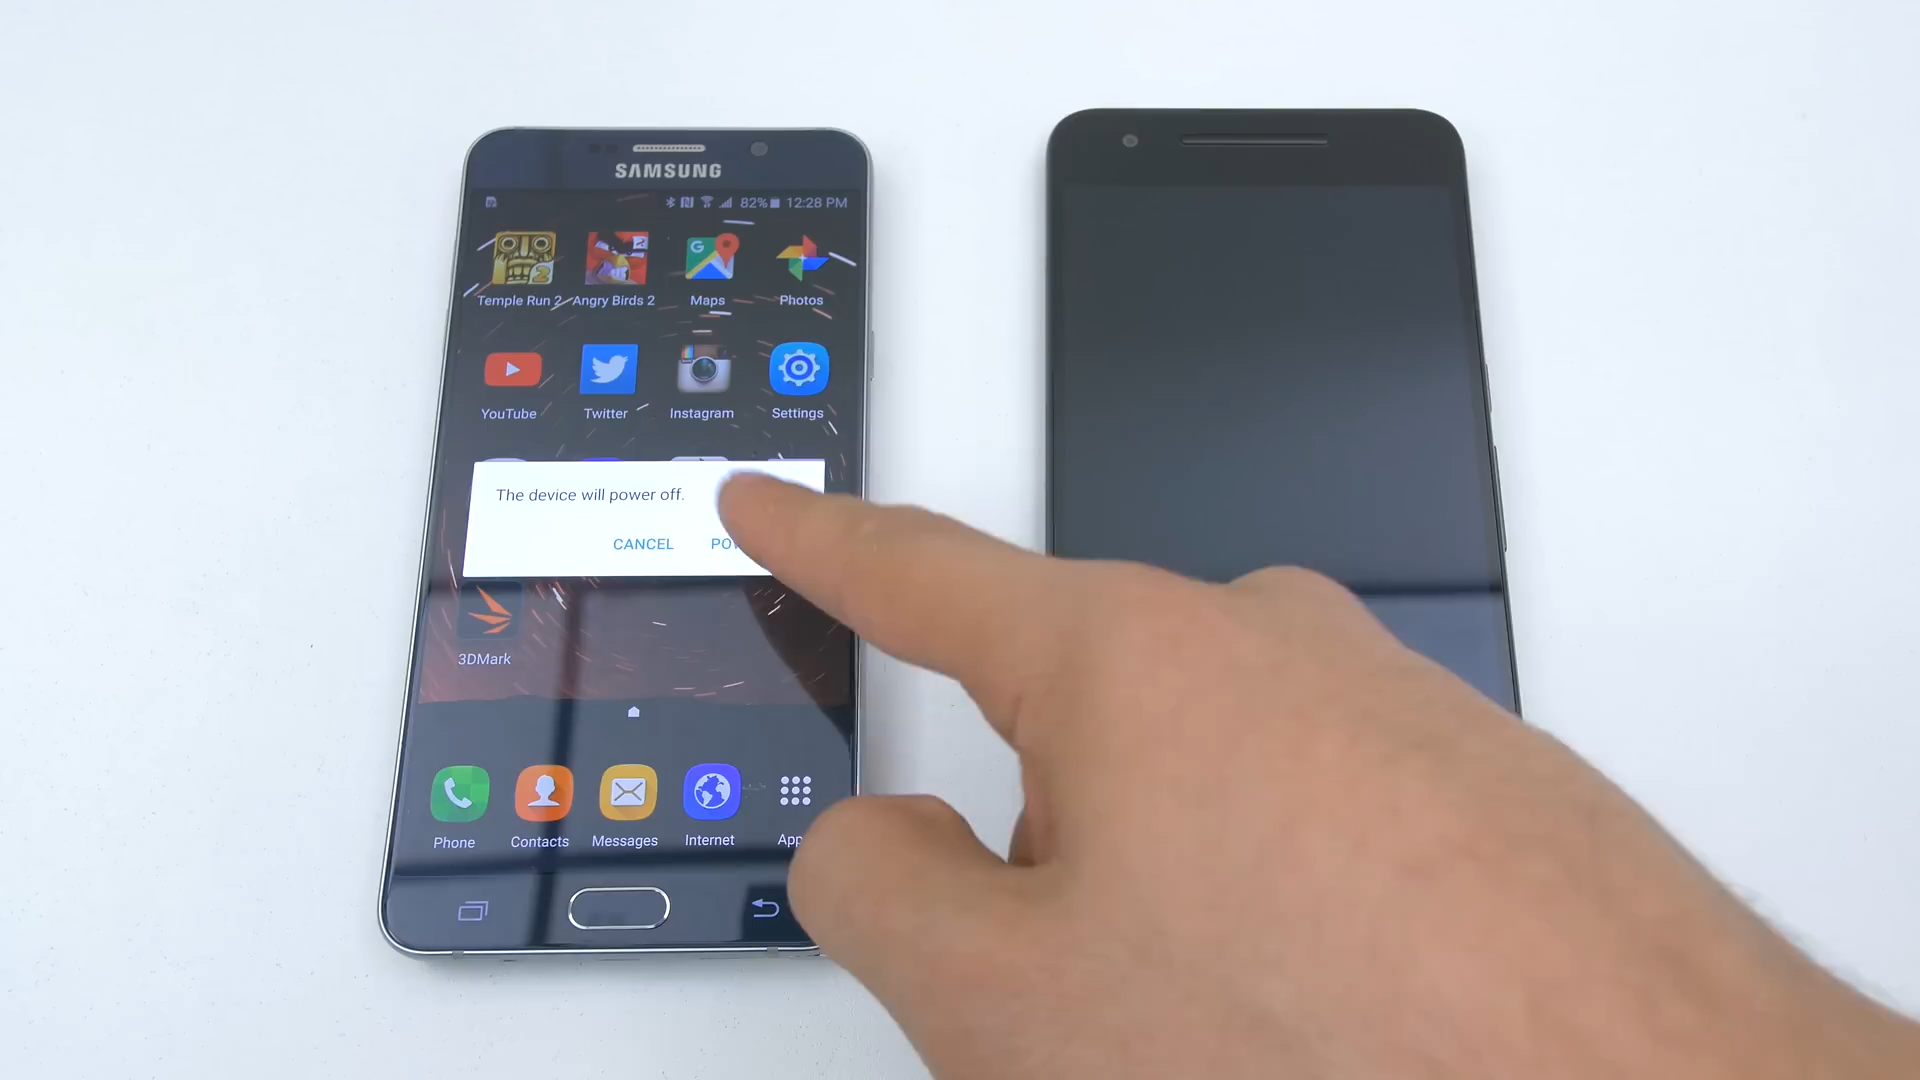 SAMSUNG
82% 12:28 PM
Temple Run 2 Angry Birds 2 Maps Photos
YouTube Twitter Instagram Settings
The device will power off.
CANCEL
3DMark
Phone Contacts Messages Internet